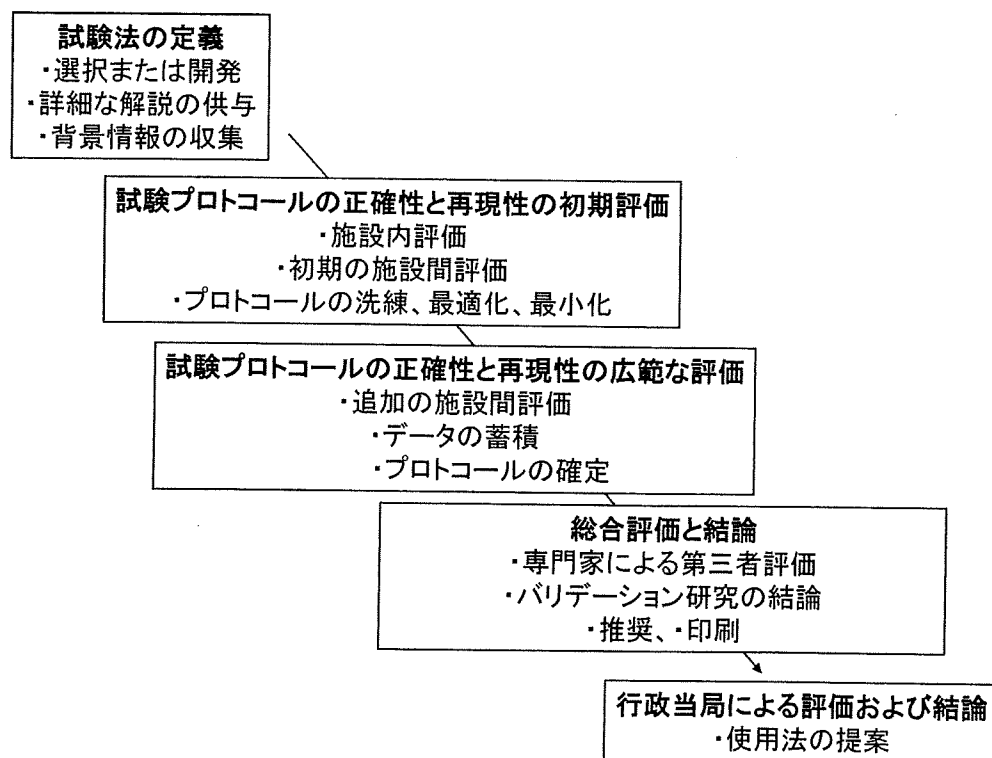 試験法の定義
・選択または開発
・詳細な解説の供与
・背景情報の収集
試験プロトコールの正確性と再現性の初期評価
・施設内評価
・初期の施設間評価
・プロトコールの洗練、最適化、最小化
試験プロトコールの正確性と再現性の広範な評価
・追加の施設間評価
・データの蓄積
・プロトコールの確定
総合評価と結論
・専門家による第三者評価
・バリデーション研究の結論
・推奨、・印刷
行政当局による評価および結論
・使用法の提案